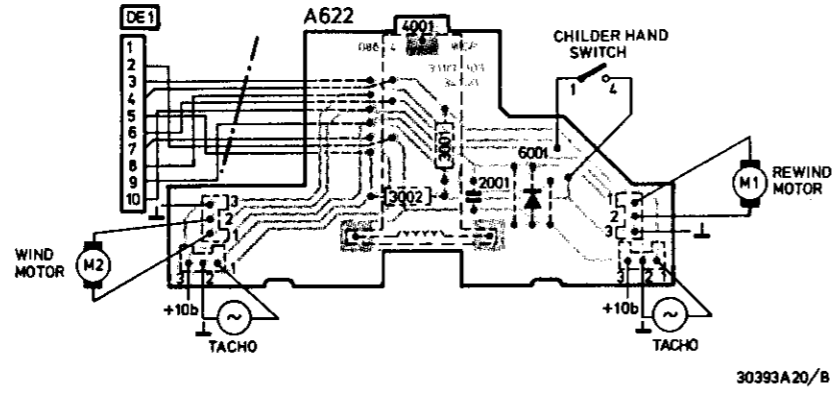 DE1
A622
4001
CHILDER HAND
SWITCH
1
4
1
2
3
4
5
6
7
8
9
10
3001
6001
2001
3002
3
2
1
3
2
1
1
2
3
3
2
1
WIND
MOTOR
M2
M1
REWIND
MOTOR
+10b
TACHO
+10b
TACHO
30393A20/B